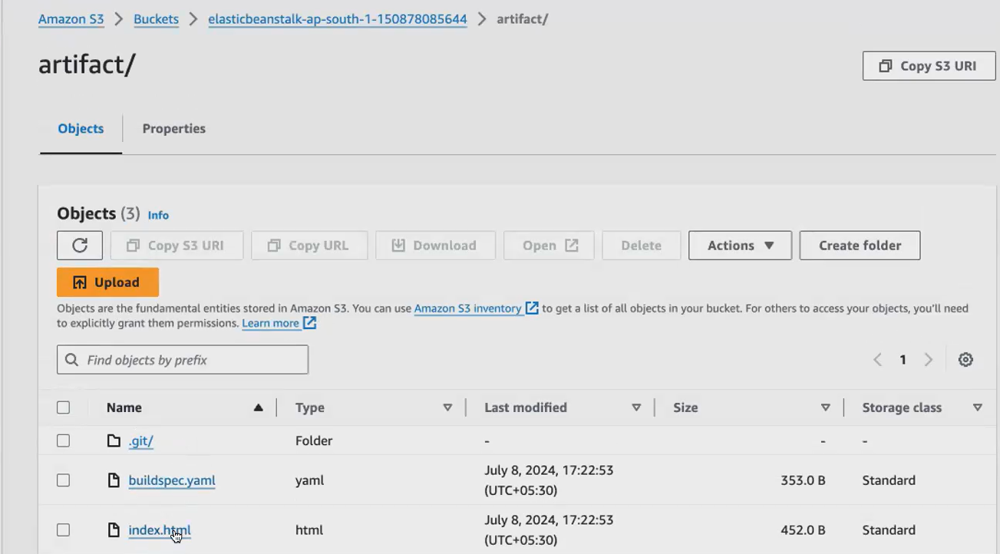 Amazon S3 > Buckets > elasticbeanstalk-ap-south-1-150878085644 > artifact/
artifact/
Copy S3 URI
Objects
Properties
Objects (3) Info
Copy S3 URI
Copy URL
Download
Open
Delete
Actions
Create folder
Upload
Objects are the fundamental entities stored in Amazon S3. You can use Amazon S3 inventory to get a list of all objects in your bucket. For others to access your objects, you'll need
to explicitly grant them permissions. Learn more
Find objects by prefix
1
Name Type Last modified Size Storage class
.git/ Folder - - -
buildspec.yaml yaml July 8, 2024, 17:22:53 (UTC+05:30) 353.0 B Standard
index.html html July 8, 2024, 17:22:53 (UTC+05:30) 452.0 B Standard